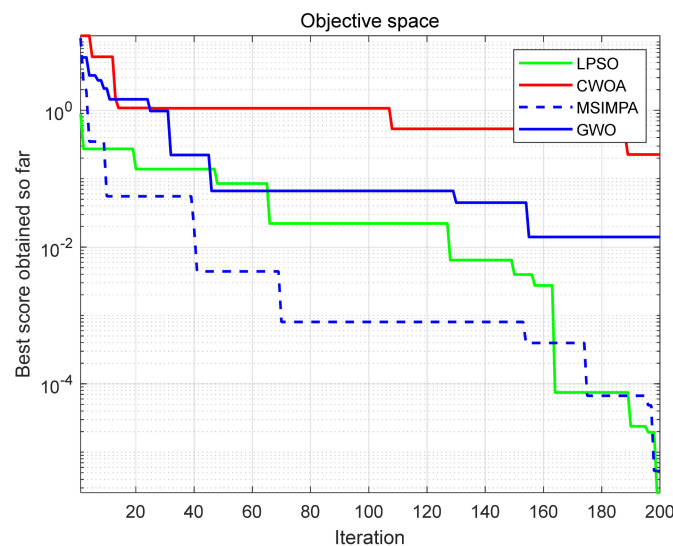 Objective space
LPSO
CWOA
MSIMPA
GWO
10^0
10^-2
10^-4
Best score obtained so far
20 40 60 80 100 120 140 160 180 200
Iteration